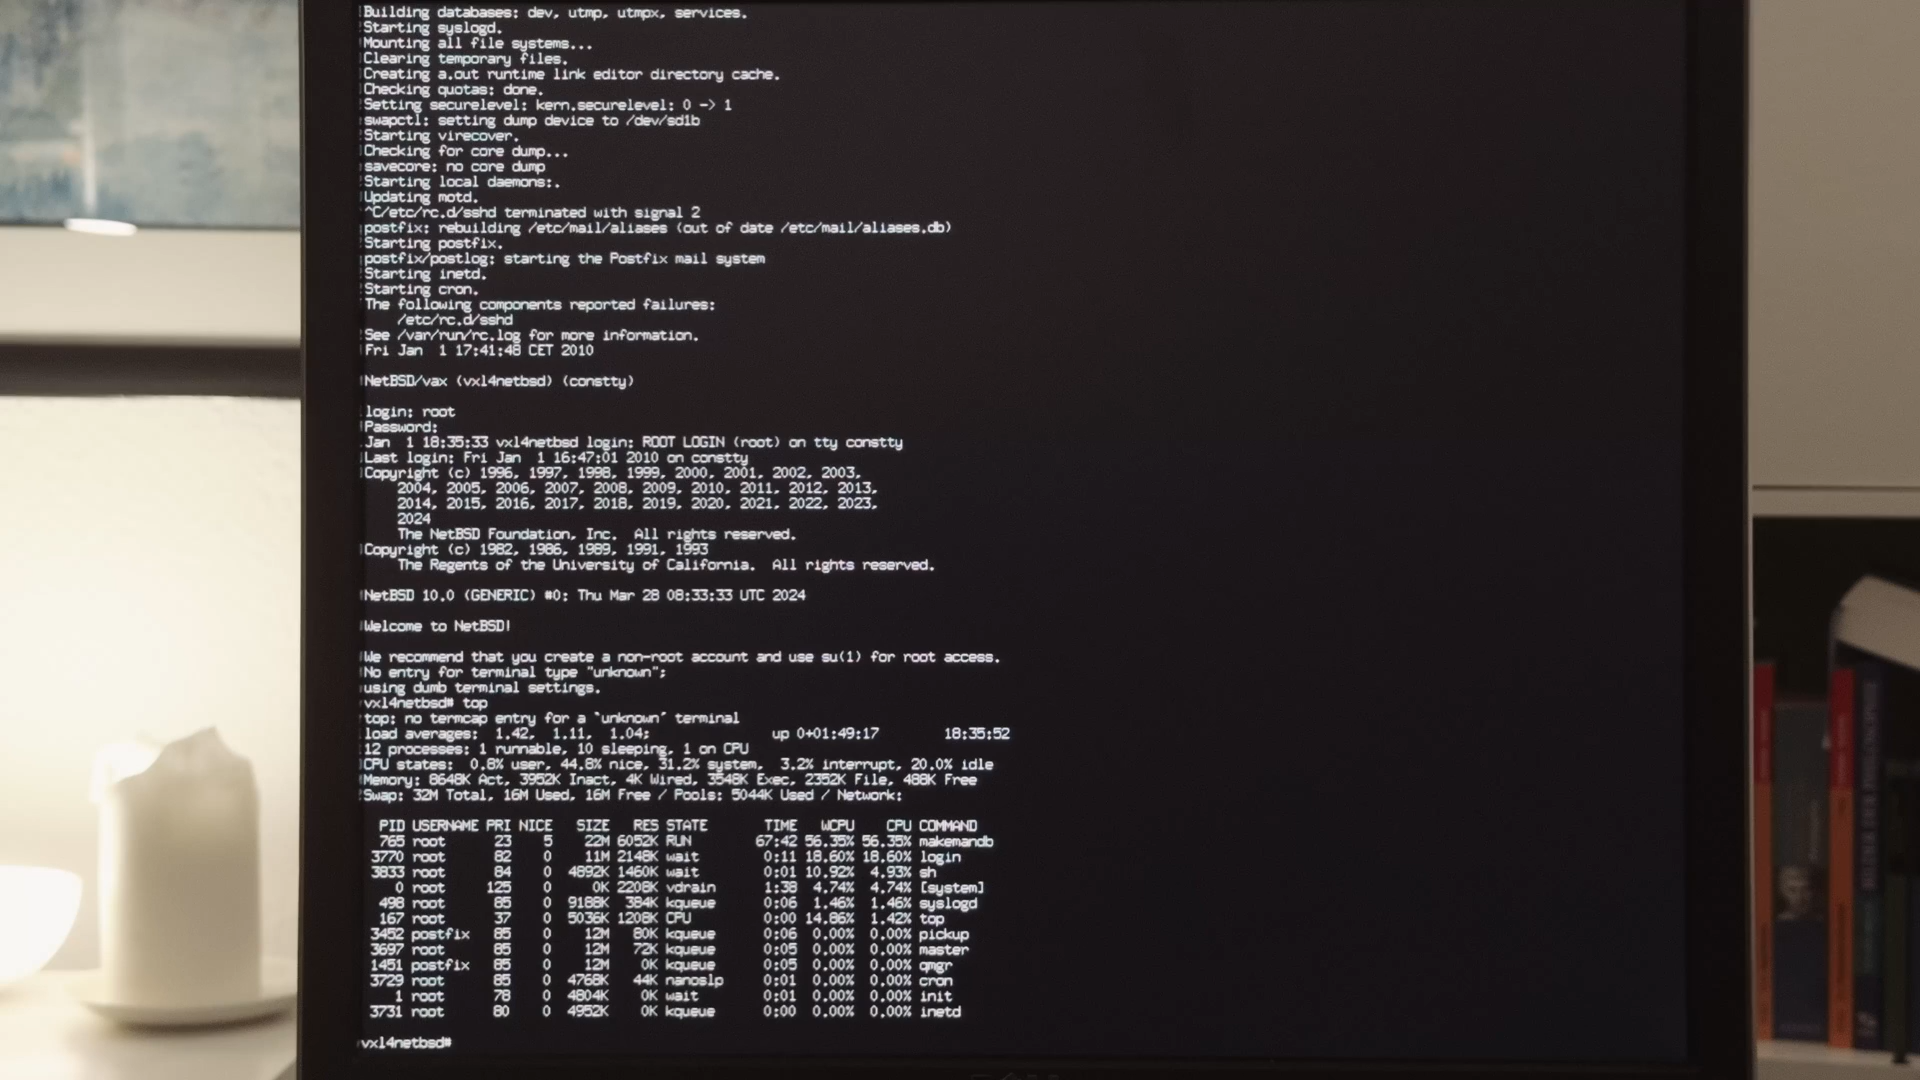 Building databases: dev, utmp, utmpx, services.
Starting syslogd.
Mounting all file systems...
Clearing temporary files.
Creating a.out runtime link editor directory cache.
Checking quotas: done.
Setting securelevel: kern.securelevel: 0 -> 1
swapctl: setting dump device to /dev/sd1b
Starting virecover.
Checking for core dump...
savecore: no core dump
Starting local daemons:.
Updating motd.
^C/etc/rc.d/sshd terminated with signal 2
postfix: rebuilding /etc/mail/aliases (out of date /etc/mail/aliases.db)
Starting postfix.
postfix/postlog: starting the Postfix mail system
Starting inetd.
Starting cron.
The following components reported failures:
    /etc/rc.d/sshd
See /var/run/rc.log for more information.
Fri Jan  1 17:41:48 CET 2010
NetBSD/vax (vxl4netbsd) (constty)
login: root
Password:
Jan  1 18:35:33 vxl4netbsd login: ROOT LOGIN (root) on tty constty
Last login: Fri Jan  1 16:47:01 2010 on constty
Copyright (c) 1996, 1997, 1998, 1999, 2000, 2001, 2002, 2003,
    2004, 2005, 2006, 2007, 2008, 2009, 2010, 2011, 2012, 2013,
    2014, 2015, 2016, 2017, 2018, 2019, 2020, 2021, 2022, 2023,
    2024
    The NetBSD Foundation, Inc.  All rights reserved.
Copyright (c) 1982, 1986, 1989, 1991, 1993
    The Regents of the University of California.  All rights reserved.
NetBSD 10.0 (GENERIC) #0: Thu Mar 28 08:33:33 UTC 2024
Welcome to NetBSD!
We recommend that you create a non-root account and use su(1) for root access.
No entry for terminal type "unknown";
using dumb terminal settings.
vxl4netbsd# top
top: no termcap entry for a `unknown' terminal
load averages:  1.42,  1.11,  1.04;               up 0+01:49:17        18:35:52
12 processes: 1 runnable, 10 sleeping, 1 on CPU
CPU states:  0.8% user, 44.8% nice, 31.2% system,  3.2% interrupt, 20.0% idle
Memory: 8648K Act, 3952K Inact, 4K Wired, 3548K Exec, 2352K File, 488K Free
Swap: 32M Total, 16M Used, 16M Free / Pools: 5044K Used / Network:
  PID USERNAME PRI NICE   SIZE   RES STATE       TIME   WCPU    CPU COMMAND
  765 root      23    5    22M 6052K RUN        67:42 56.35% 56.35% makemandb
 3770 root      82    0    11M 2148K wait        0:11 18.60% 18.60% login
 3833 root      84    0  4892K 1460K wait        0:01 10.92%  4.93% sh
    0 root     125    0     0K 2208K vdrain      1:38  4.74%  4.74% [system]
  498 root      85    0  9188K  384K kqueue      0:06  1.46%  1.46% syslogd
  167 root      37    0  5036K 1208K CPU         0:00 14.86%  1.42% top
 3452 postfix   85    0    12M   80K kqueue      0:06  0.00%  0.00% pickup
 3697 root      85    0    12M   72K kqueue      0:05  0.00%  0.00% master
 1451 postfix   85    0    12M    0K kqueue      0:05  0.00%  0.00% qmgr
 3729 root      85    0  4768K   44K nanoslp     0:01  0.00%  0.00% cron
    1 root      78    0  4804K    0K wait        0:01  0.00%  0.00% init
 3731 root      80    0  4952K    0K kqueue      0:00  0.00%  0.00% inetd
vxl4netbsd#